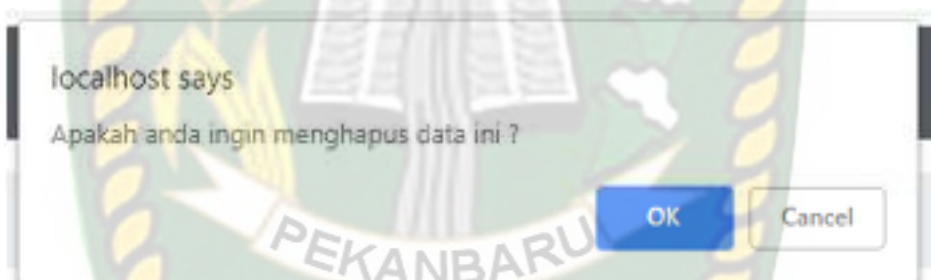 localhost says
Apakah anda ingin menghapus data ini ?
OK
Cancel
PEKANBARU